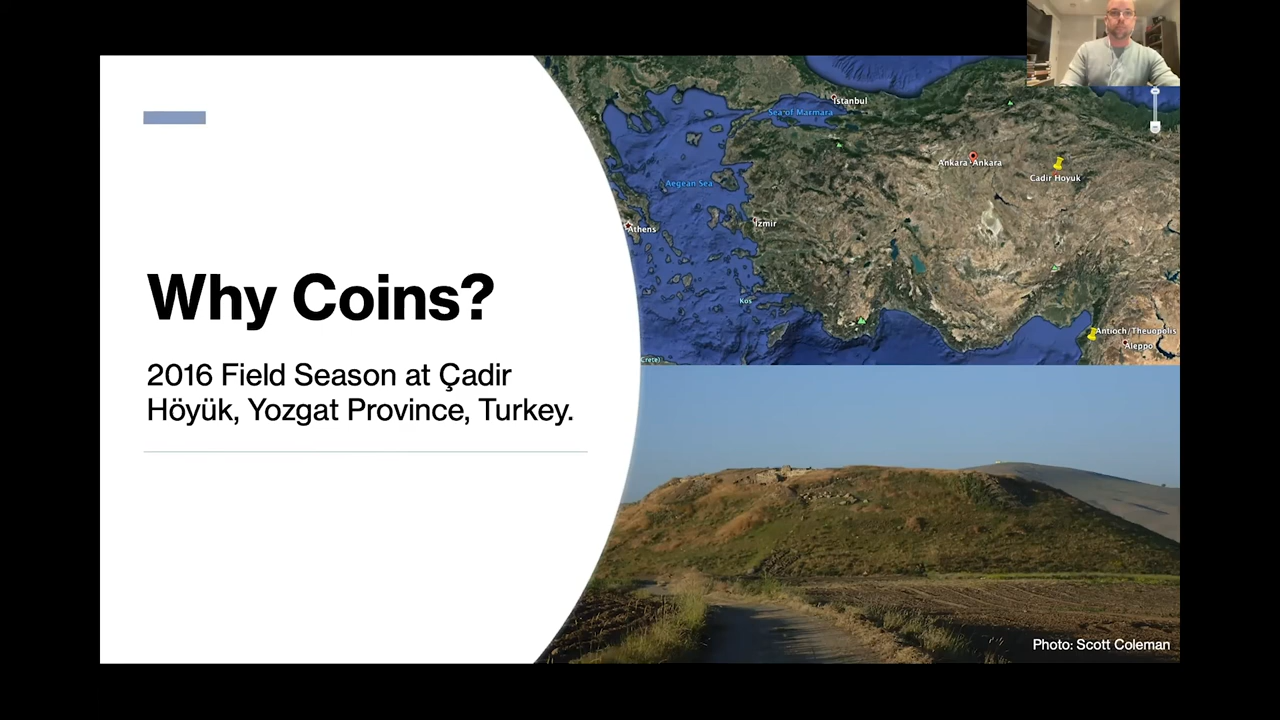 Why Coins?
2016 Field Season at Çadir
Höyük, Yozgat Province, Turkey.
Istanbul
Sea of Marmara
Ankara Ankara
Cadir Hoyuk
Aegean Sea
Izmir
Athens
Kos
Antioch/Theuopolis
Aleppo
Crete)
Photo: Scott Coleman